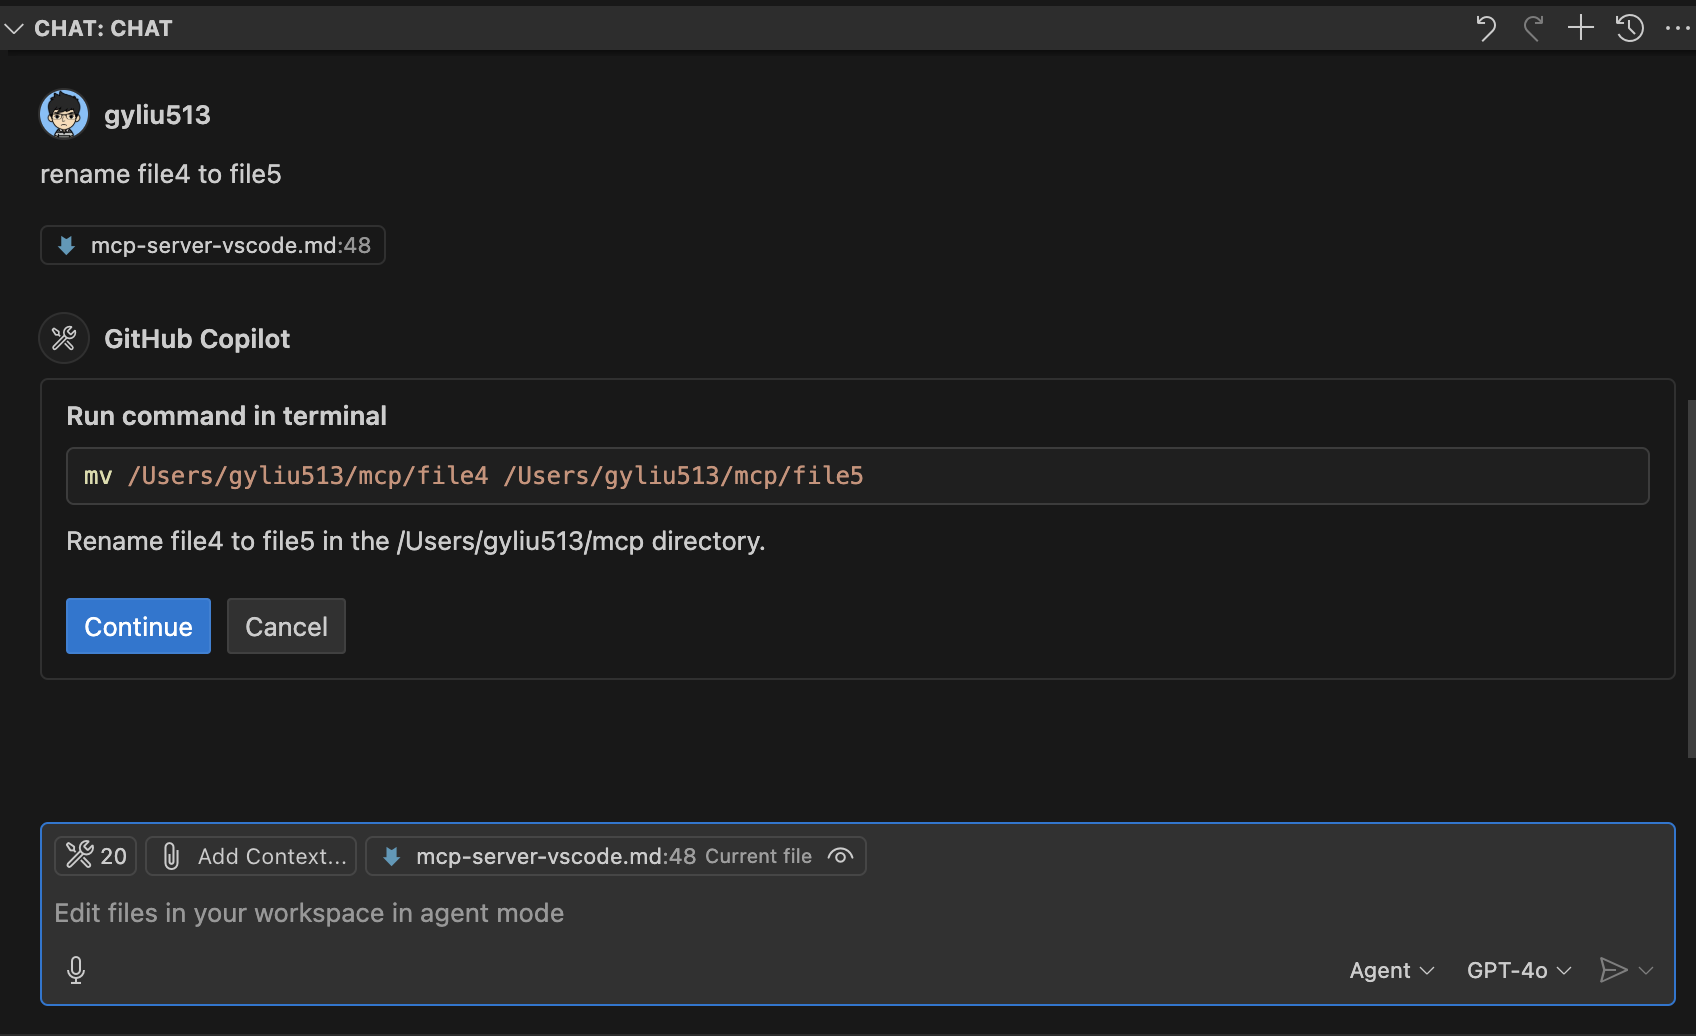 CHAT: CHAT
gyliu513
rename file4 to file5
mcp-server-vscode.md:48
GitHub Copilot
Run command in terminal
mv /Users/gyliu513/mcp/file4 /Users/gyliu513/mcp/file5
Rename file4 to file5 in the /Users/gyliu513/mcp directory.
Continue Cancel
20 Add Context... mcp-server-vscode.md:48 Current file
Edit files in your workspace in agent mode
Agent GPT-4o